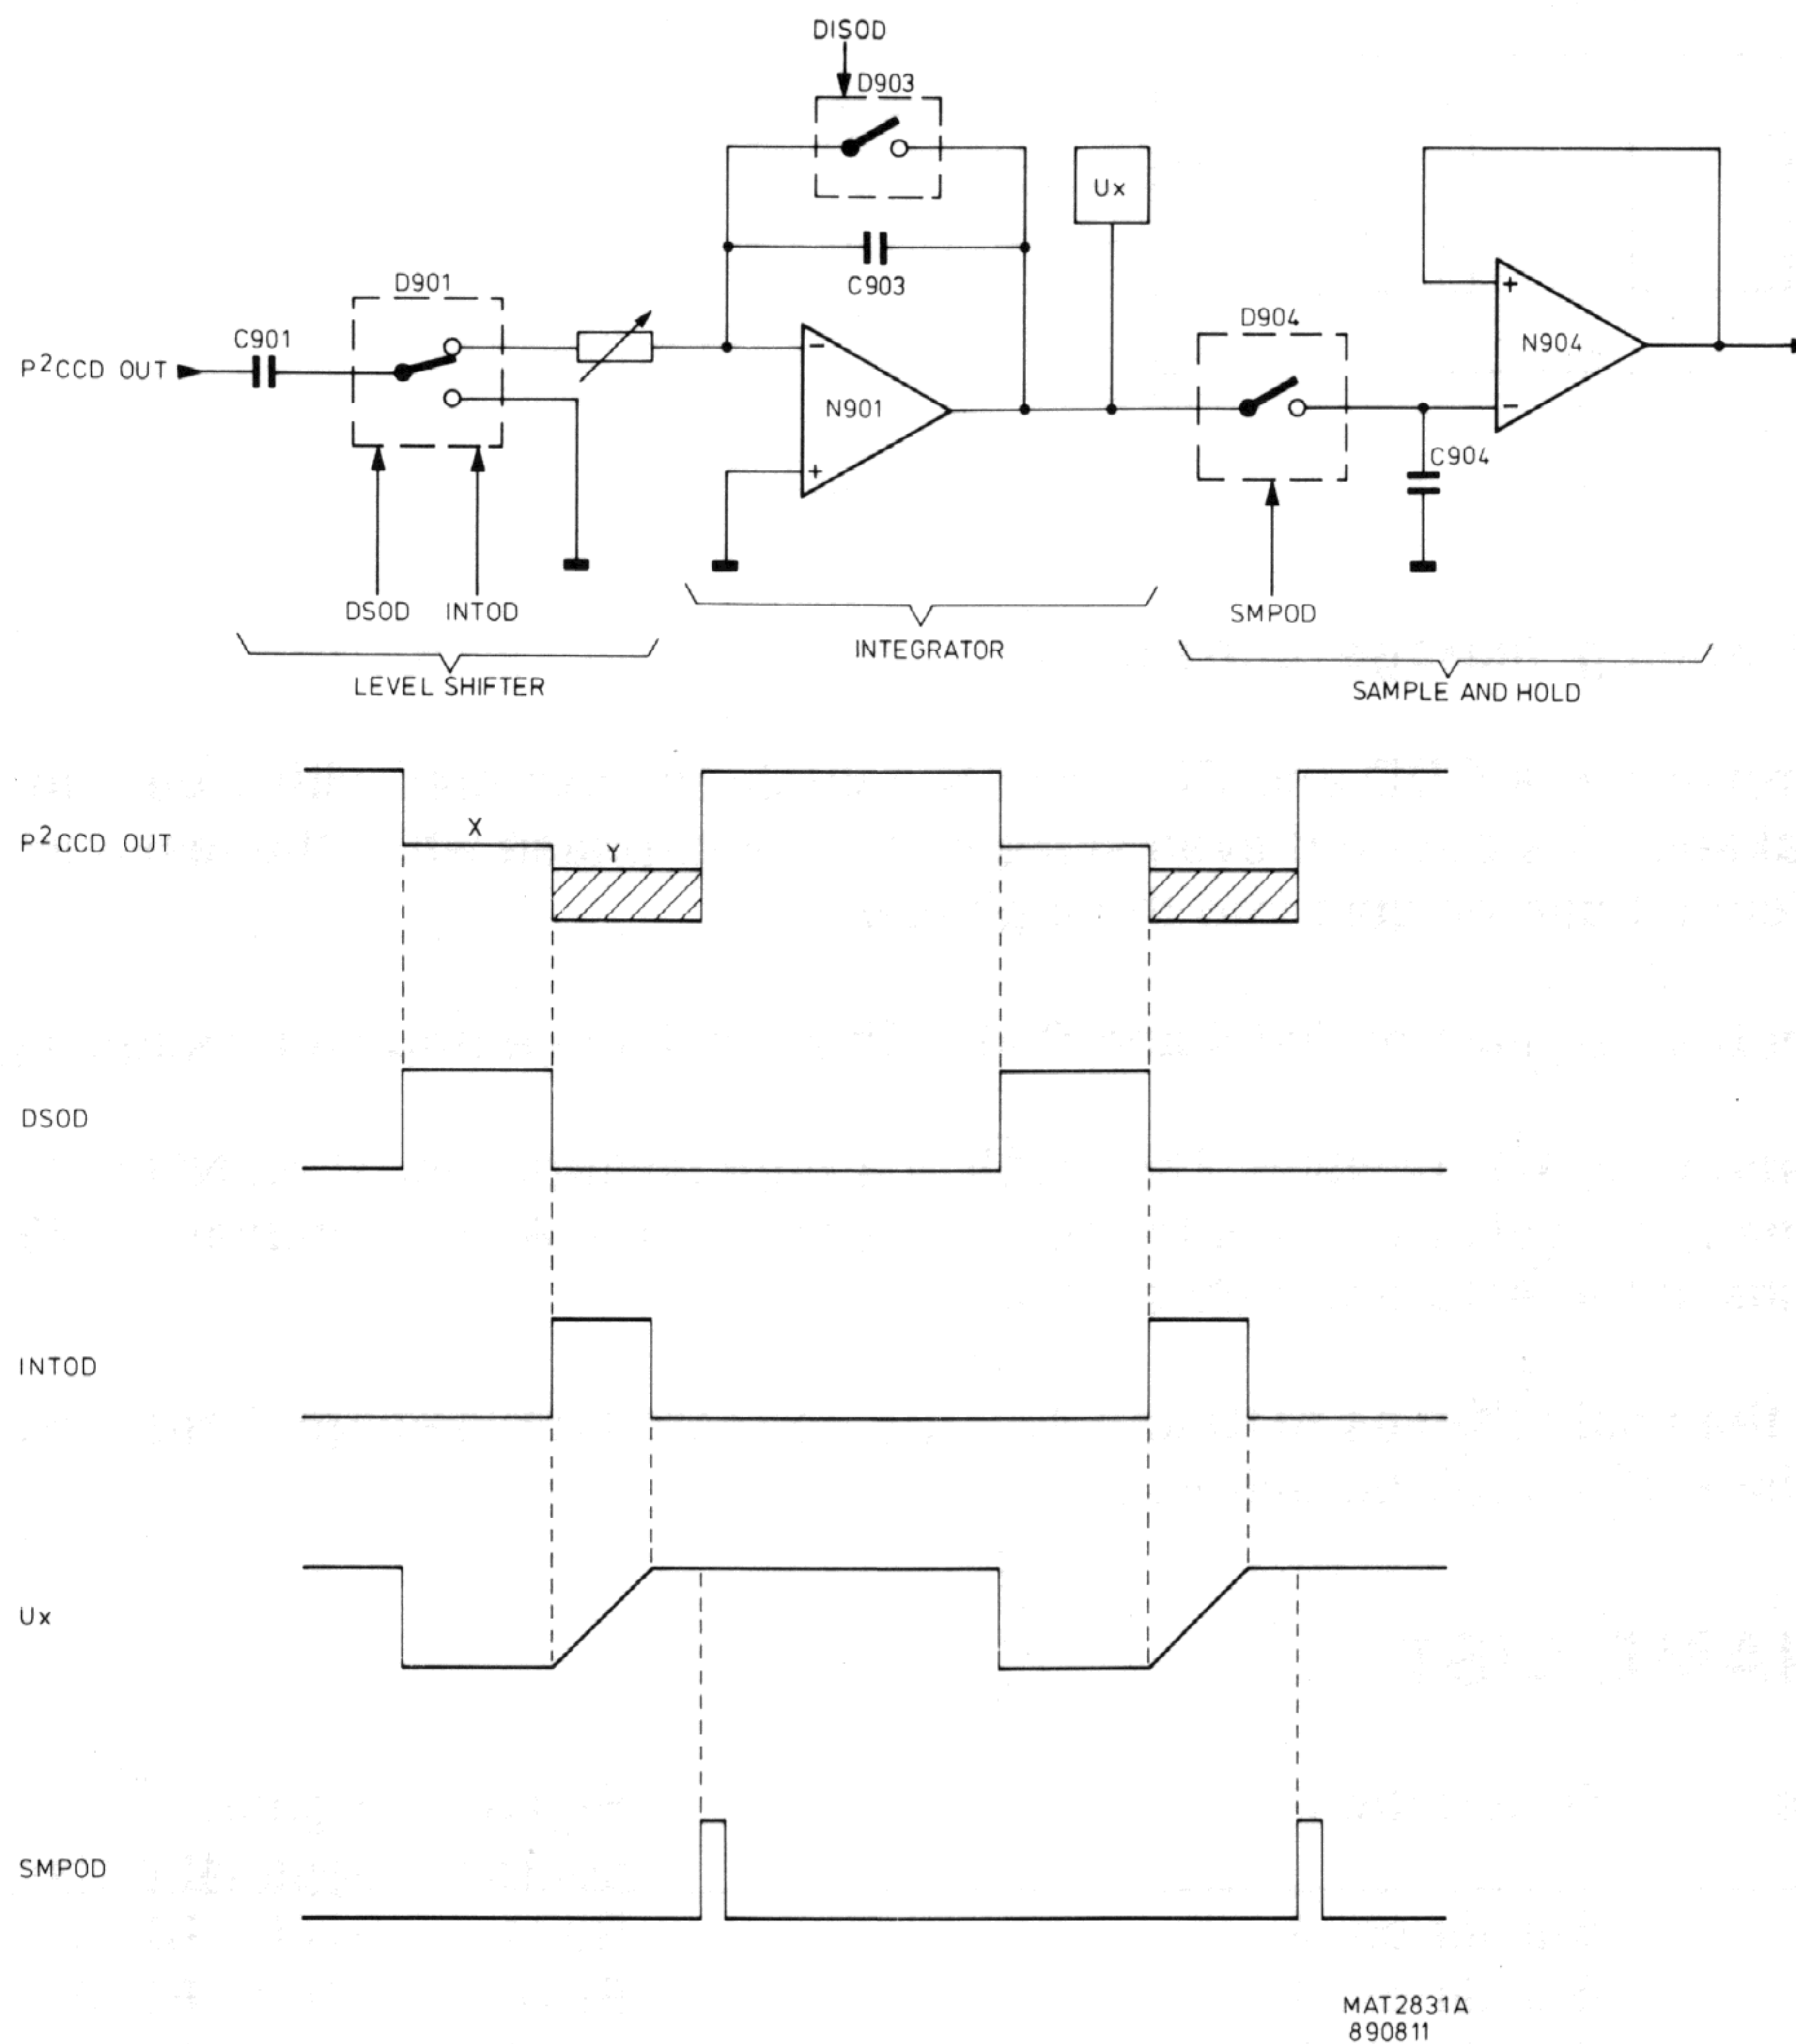 DISOD
D903
Ux
C903
D901
C901
P²CCD OUT
−
N901
+
D904
+
N904
−
C904
DSOD
INTOD
SMPOD
INTEGRATOR
LEVEL SHIFTER
SAMPLE AND HOLD
P²CCD OUT
X
Y
DSOD
INTOD
Ux
SMPOD
MAT2831A
890811